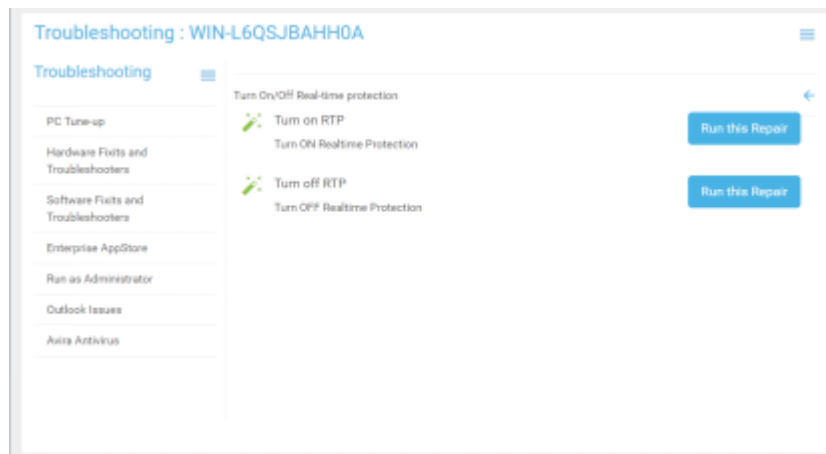 Troubleshooting : WIN-L6QSJBAHH0A
Troubleshooting
PC Tune-up
Hardware Fixits and
Troubleshooters
Software Fixits and
Troubleshooters
Enterprise AppStore
Run as Administrator
Outlook Issues
Avira Antivirus
Turn On/Off Real-time protection
Turn on RTP
Turn ON Realtime Protection
Run this Repair
Turn off RTP
Turn OFF Realtime Protection
Run this Repair